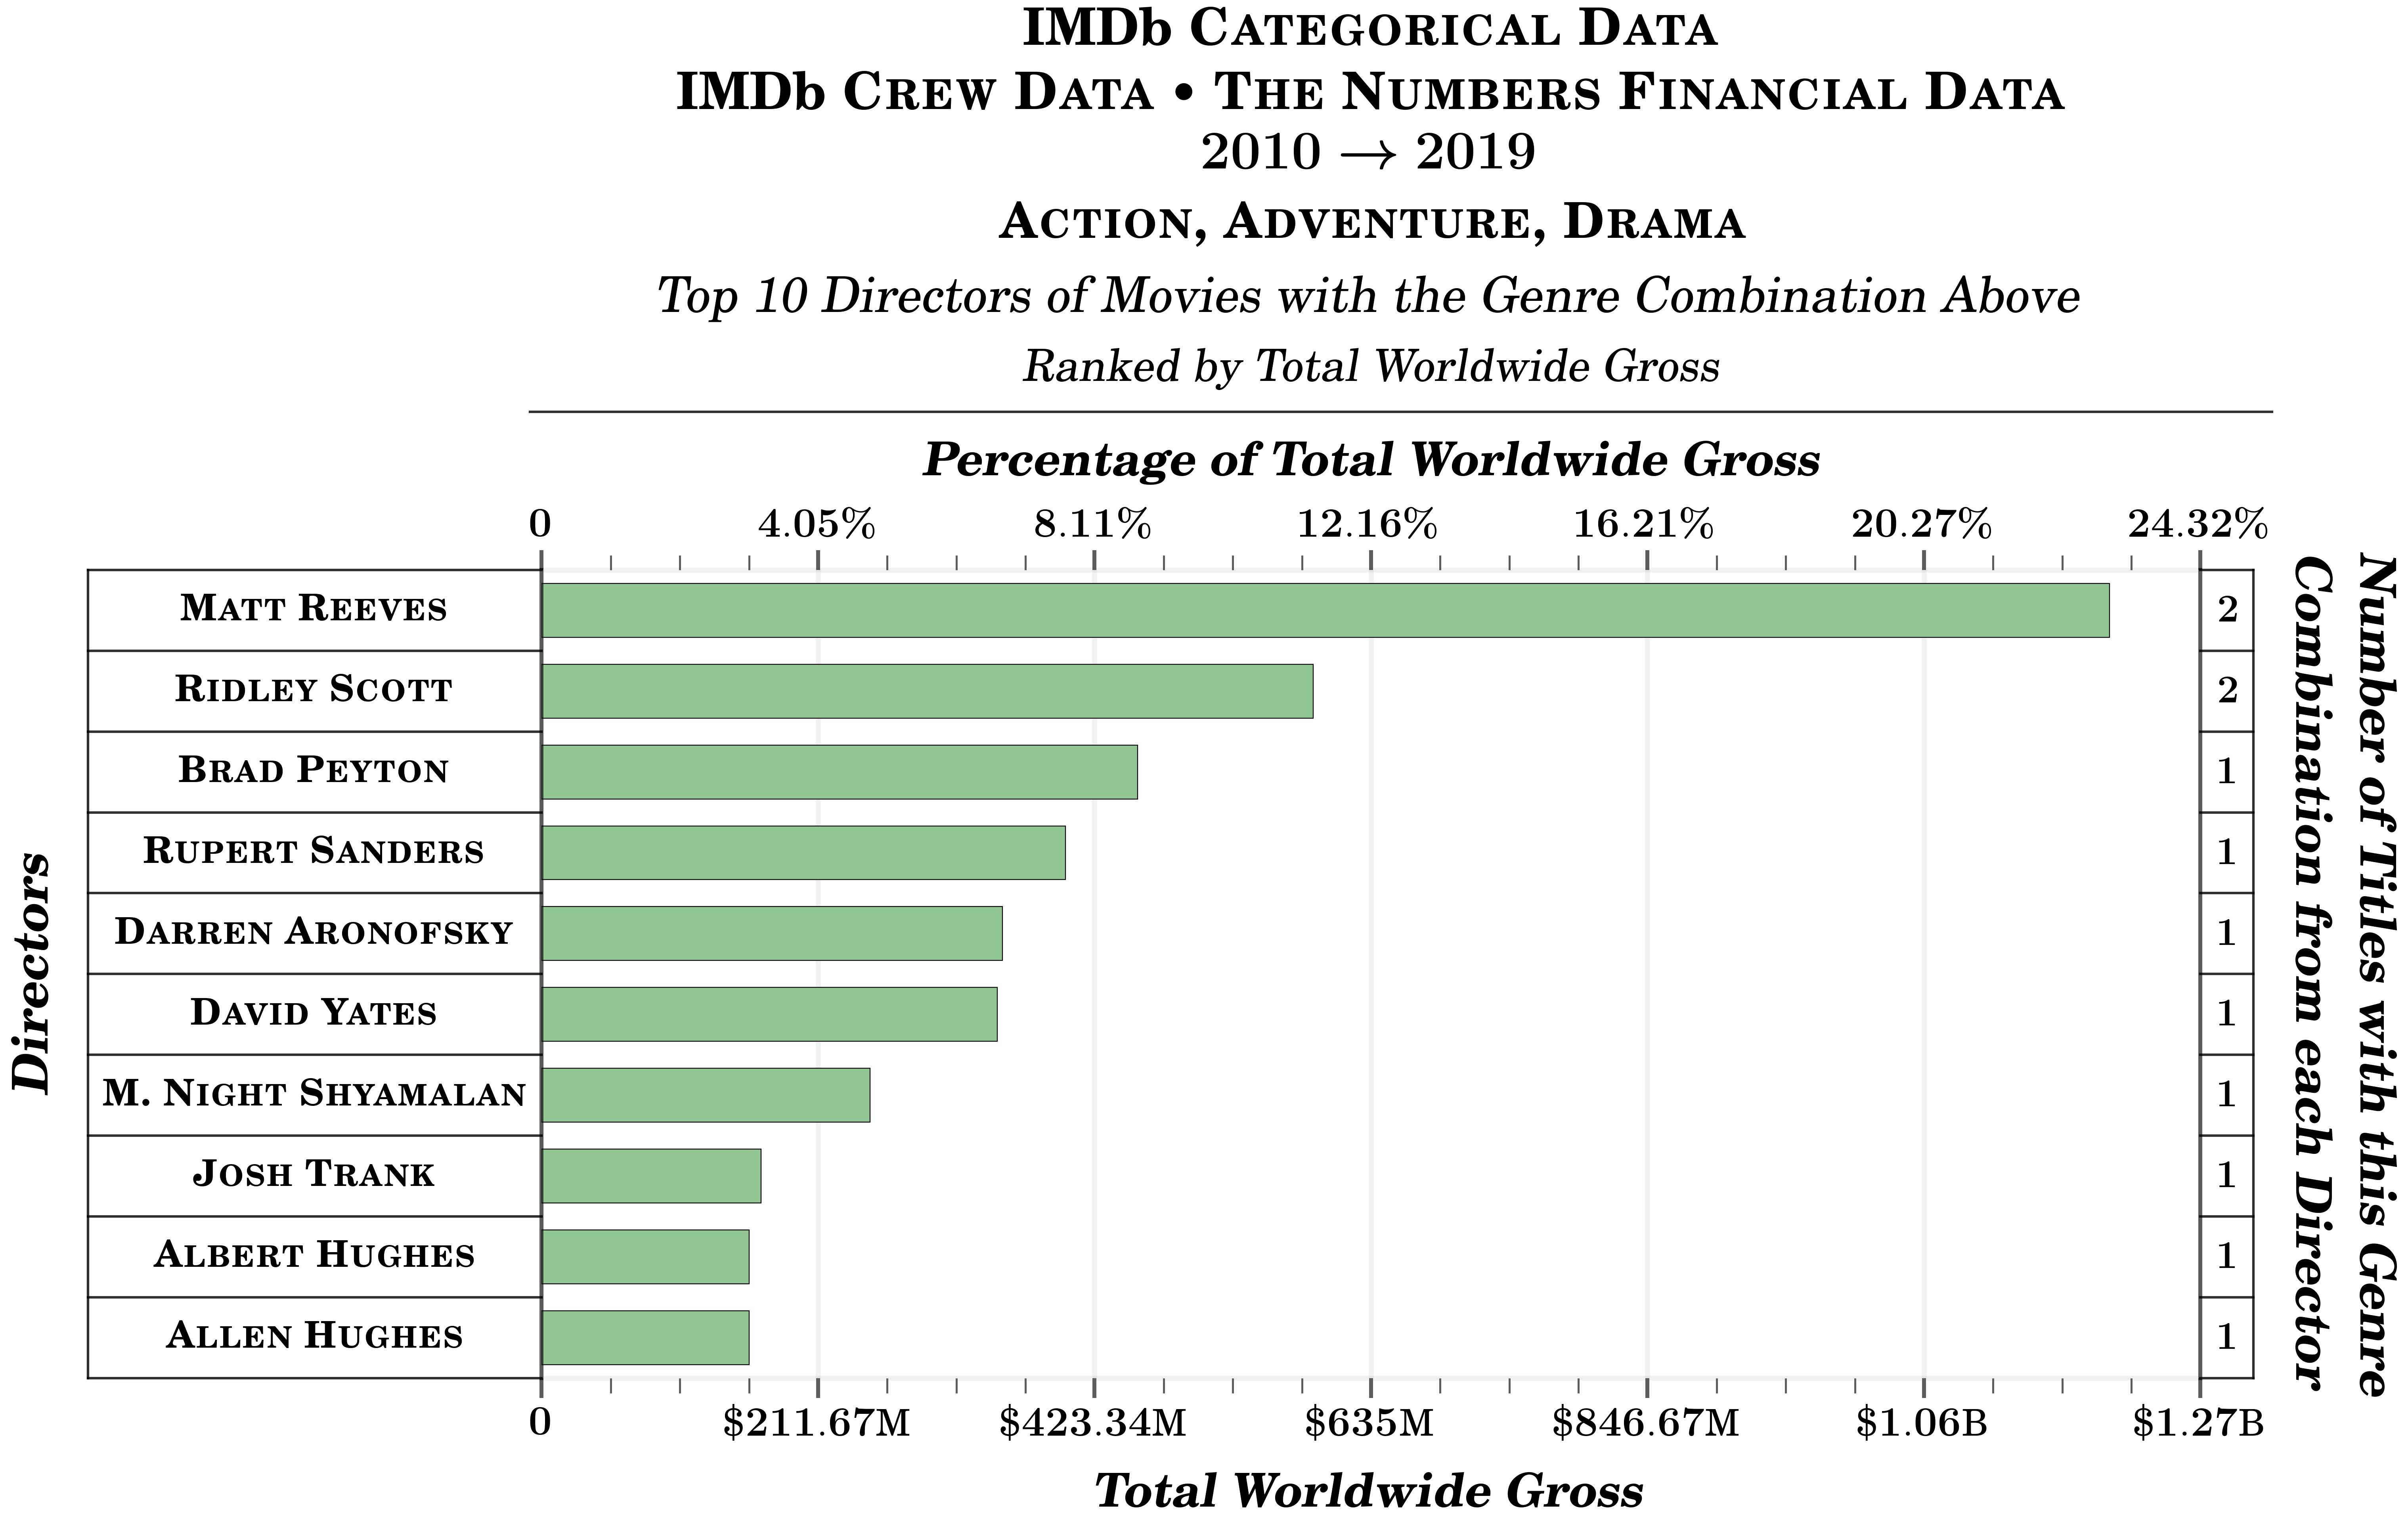 IMDb Categorical Data
IMDb Crew Data • The Numbers Financial Data
2010 → 2019
Action, Adventure, Drama
Top 10 Directors of Movies with the Genre Combination Above
Ranked by Total Worldwide Gross
Percentage of Total Worldwide Gross
0 4.05% 8.11% 12.16% 16.21% 20.27% 24.32%
Directors
Matt Reeves 2
Ridley Scott 2
Brad Peyton 1
Rupert Sanders 1
Darren Aronofsky 1
David Yates 1
M. Night Shyamalan 1
Josh Trank 1
Albert Hughes 1
Allen Hughes 1
Number of Titles with this Genre
Combination from each Director
0 $211.67M $423.34M $635M $846.67M $1.06B $1.27B
Total Worldwide Gross